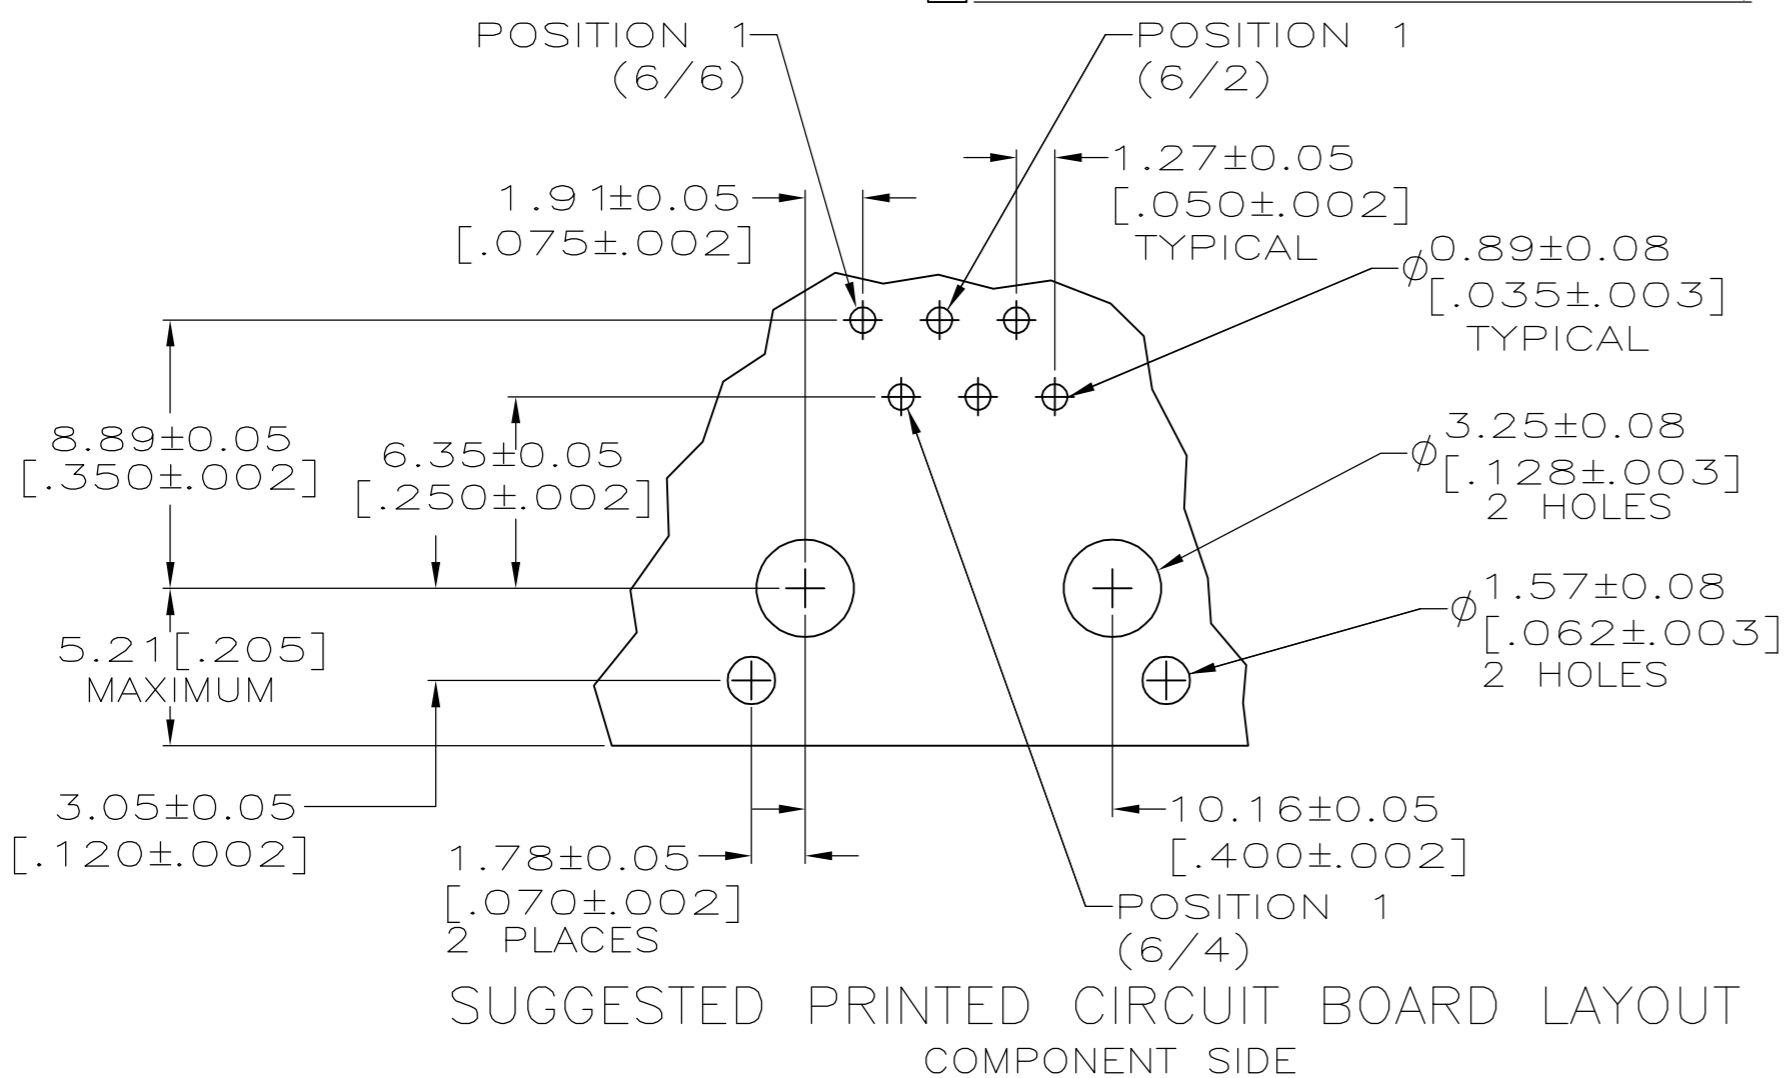 POSITION 1
(6/6)
POSITION 1
(6/2)
1.27±0.05
[.050±.002]
TYPICAL
1.91±0.05
[.075±.002]
⌀0.89±0.08
[.035±.003]
TYPICAL
8.89±0.05
[.350±.002]
6.35±0.05
[.250±.002]
⌀3.25±0.08
[.128±.003]
2 HOLES
⌀1.57±0.08
[.062±.003]
2 HOLES
5.21[.205]
MAXIMUM
3.05±0.05
[.120±.002]
1.78±0.05
[.070±.002]
2 PLACES
10.16±0.05
[.400±.002]
POSITION 1
(6/4)
SUGGESTED PRINTED CIRCUIT BOARD LAYOUT
COMPONENT SIDE